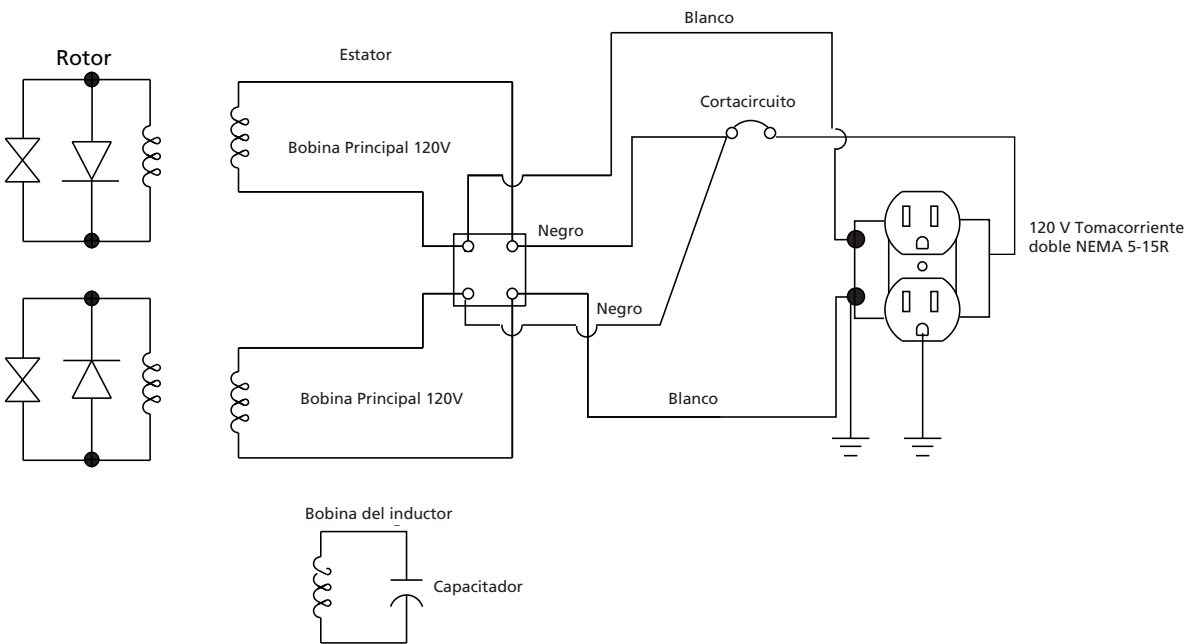 Blanco
Rotor
Estator
Cortacircuito
Bobina Principal 120V
Negro
120 V Tomacorriente
doble NEMA 5-15R
Negro
Bobina Principal 120V
Blanco
Bobina del inductor
Capacitador